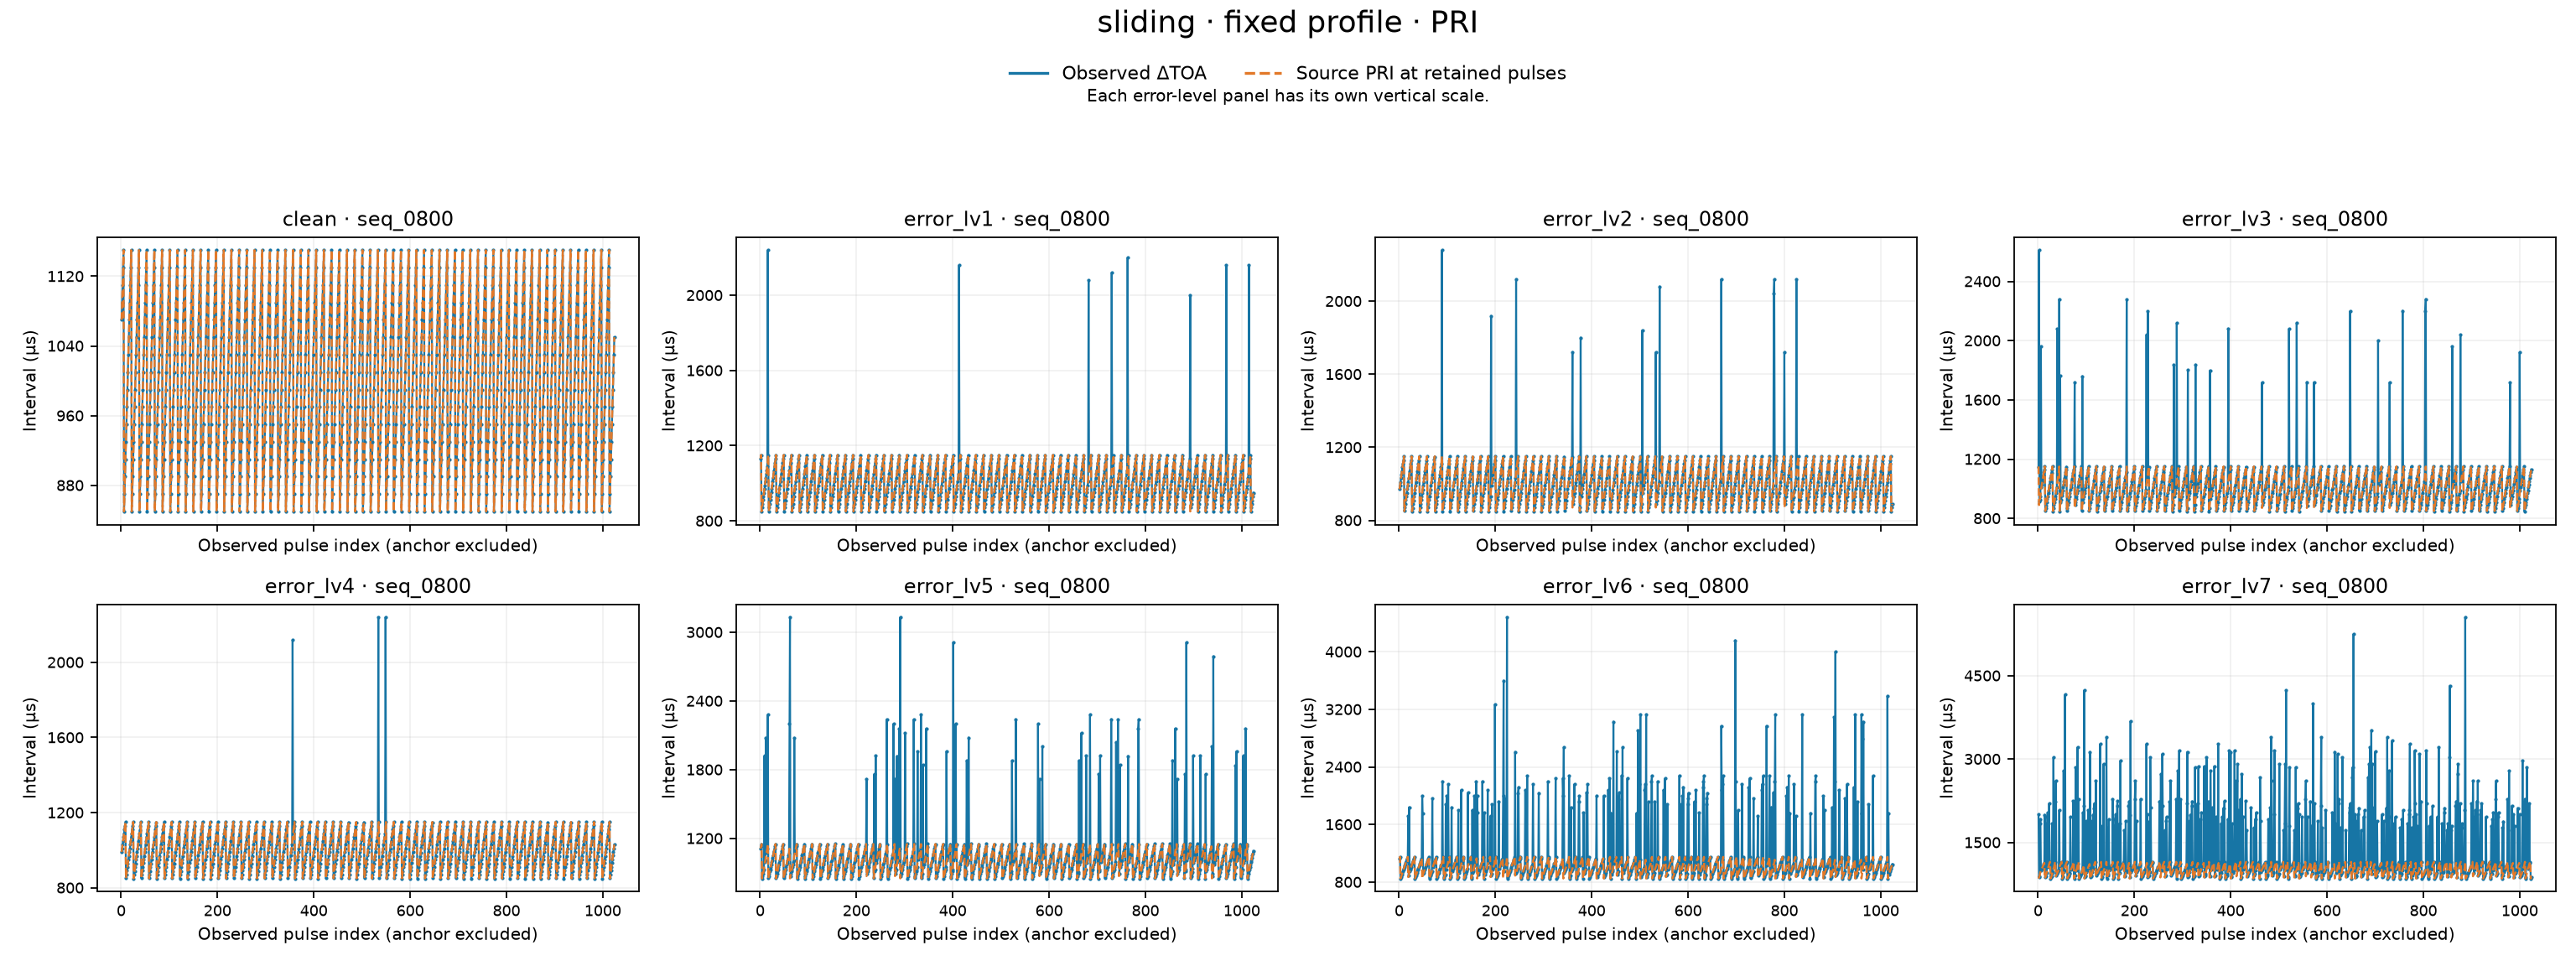 sliding · fixed profile · PRI
Observed ΔTOA
Source PRI at retained pulses
Each error-level panel has its own vertical scale.
clean · seq_0800
1120
1040
960
880
Interval (µs)
Observed pulse index (anchor excluded)
error_lv1 · seq_0800
2000
1600
1200
800
Interval (µs)
Observed pulse index (anchor excluded)
error_lv2 · seq_0800
2000
1600
1200
800
Interval (µs)
Observed pulse index (anchor excluded)
error_lv3 · seq_0800
2400
2000
1600
1200
800
Interval (µs)
Observed pulse index (anchor excluded)
error_lv4 · seq_0800
2000
1600
1200
800
Interval (µs)
0 200 400 600 800 1000
Observed pulse index (anchor excluded)
error_lv5 · seq_0800
3000
2400
1800
1200
Interval (µs)
0 200 400 600 800 1000
Observed pulse index (anchor excluded)
error_lv6 · seq_0800
4000
3200
2400
1600
800
Interval (µs)
0 200 400 600 800 1000
Observed pulse index (anchor excluded)
error_lv7 · seq_0800
4500
3000
1500
Interval (µs)
0 200 400 600 800 1000
Observed pulse index (anchor excluded)